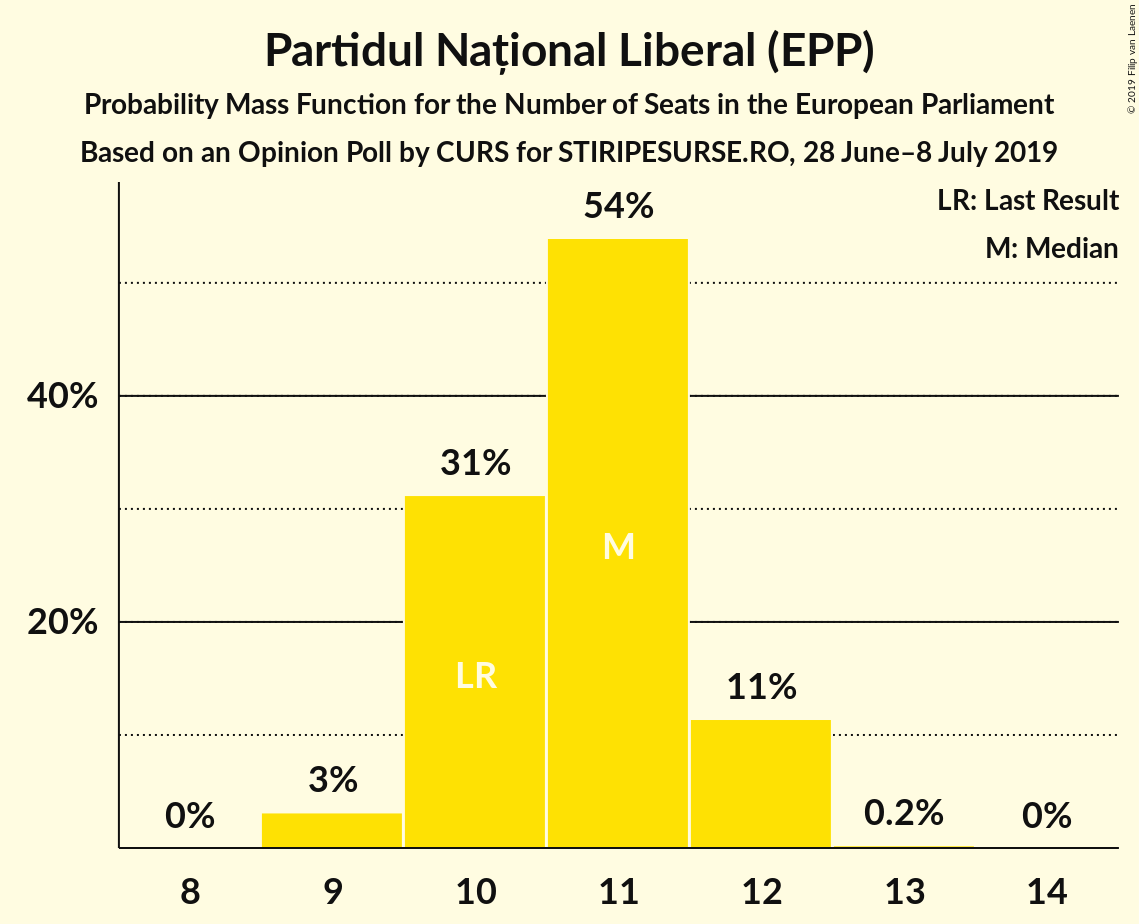 Partidul Național Liberal (EPP)
Probability Mass Function for the Number of Seats in the European Parliament
Based on an Opinion Poll by CURS for STIRIPESURSE.RO, 28 June–8 July 2019
© 2019 Filip van Laenen
LR: Last Result
M: Median
54%
40%
31%
M
20%
LR
11%
3%
0%
0.2%
0%
8 9 10 11 12 13 14